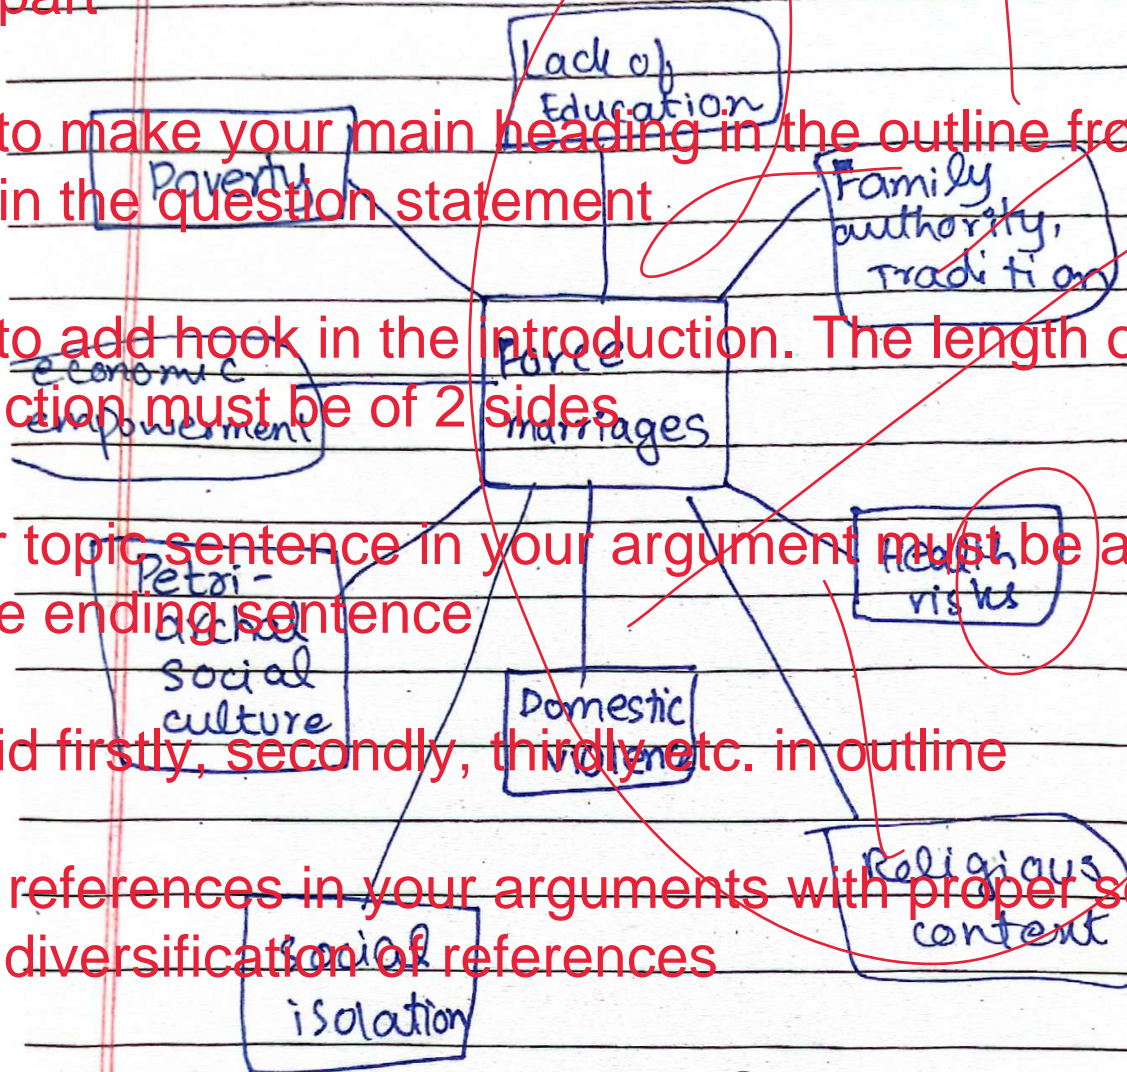 part
Lack of
Education
to make your main heading in the outline fro
Poverty
in the question statement
Family
authority,
Tradition
to add hook in the introduction. The length o
economic
empowerment
Force
marriages
ction must be of 2 sides
r topic sentence in your argument must be a
Health
risks
e ending sentence
Petri-
archal
social
culture
Domestic
violence
id firstly, secondly, thirdly etc. in outline
references in your arguments with proper so
Religious
content
diversification of references
social
isolation